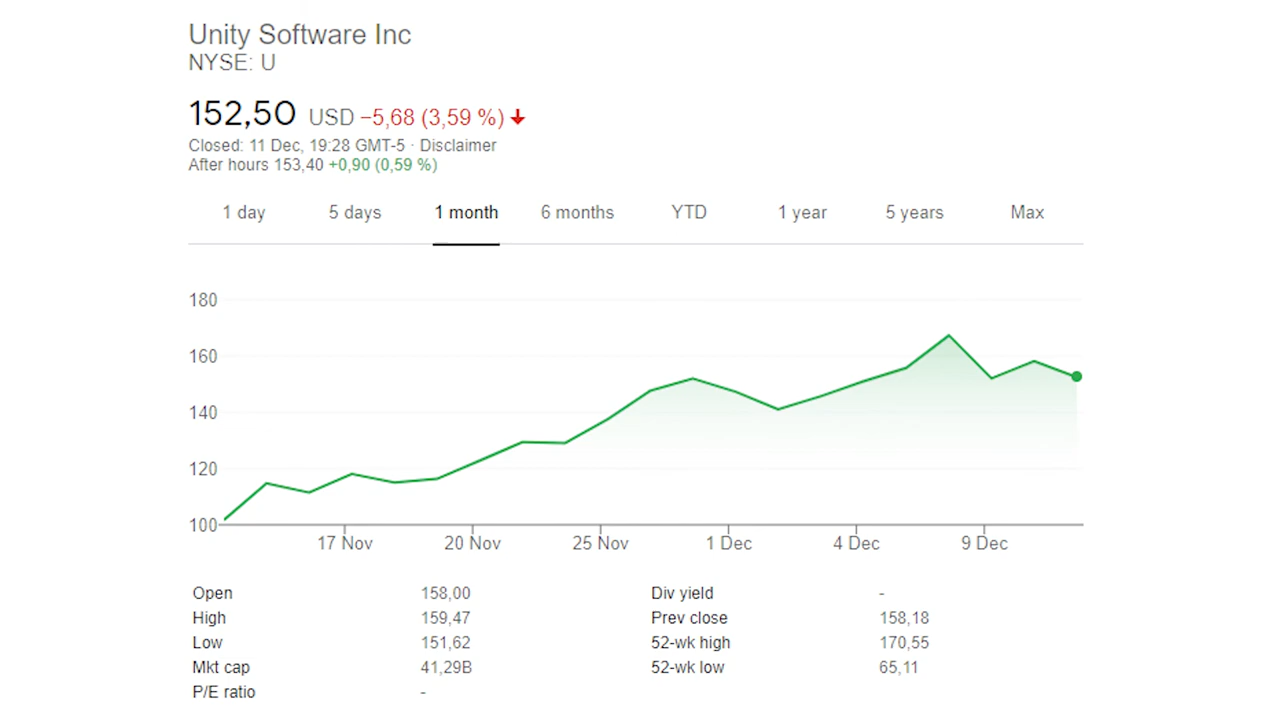 Unity Software Inc
NYSE: U
152,50 USD −5,68 (3,59 %)
Closed: 11 Dec, 19:28 GMT-5 · Disclaimer
After hours 153,40 +0,90 (0,59 %)
1 day 5 days 1 month 6 months YTD 1 year 5 years Max
180
160
140
120
100
17 Nov 20 Nov 25 Nov 1 Dec 4 Dec 9 Dec
Open 158,00 Div yield -
High 159,47 Prev close 158,18
Low 151,62 52-wk high 170,55
Mkt cap 41,29B 52-wk low 65,11
P/E ratio -